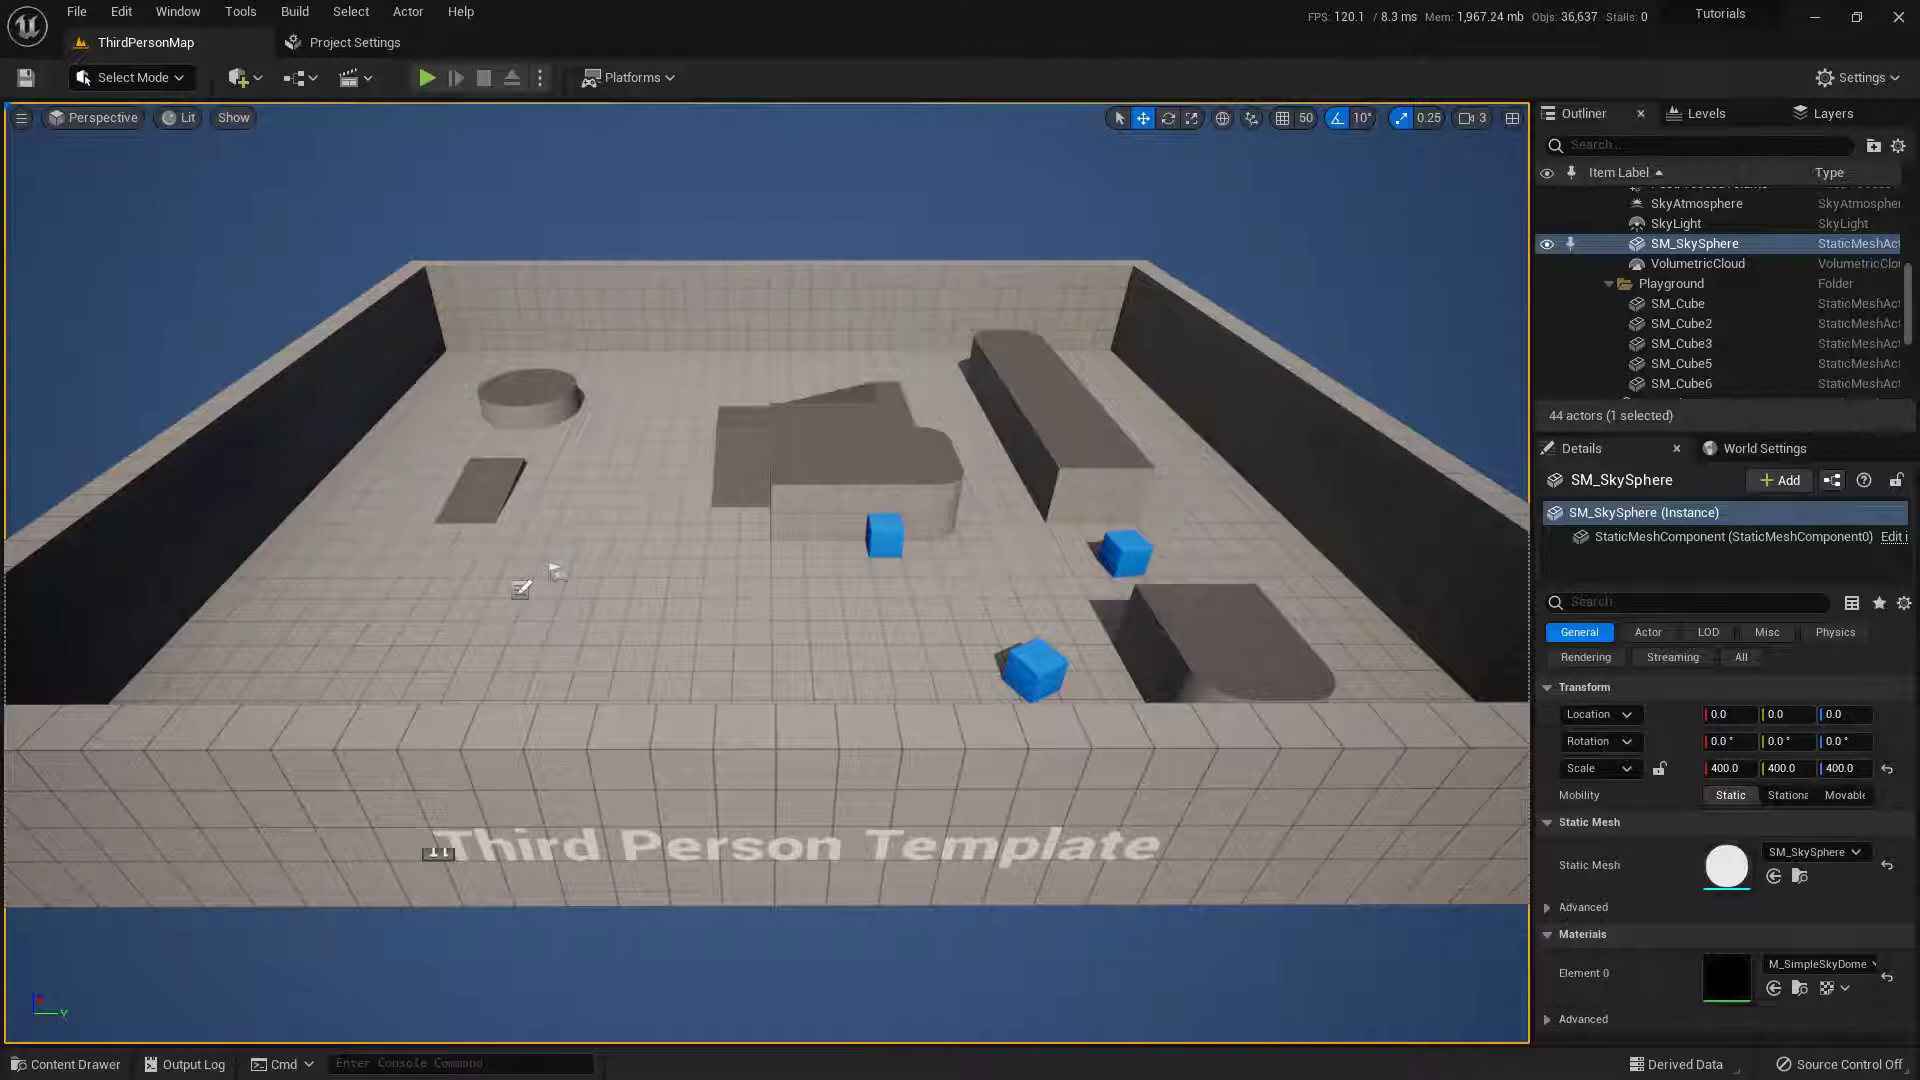 File Edit Window Tools Build Select Actor Help
FPS: 120.1 / 8.3 ms Mem: 1,967.24 mb Objs: 36,637 Stalls: 0
Tutorials
ThirdPersonMap
Project Settings
Select Mode
Platforms
Settings
Perspective
Lit
Show
50
10°
0.25
3
Outliner
Levels
Layers
Search...
Item Label
Type
SkyAtmosphere SkyAtmospher
SkyLight SkyLight
SM_SkySphere StaticMeshAct
VolumetricCloud VolumetricClou
Playground Folder
SM_Cube StaticMeshAct
SM_Cube2 StaticMeshAct
SM_Cube3 StaticMeshAct
SM_Cube5 StaticMeshAct
SM_Cube6 StaticMeshAct
44 actors (1 selected)
Details
World Settings
SM_SkySphere
Add
SM_SkySphere (Instance)
StaticMeshComponent (StaticMeshComponent0) Edit i
Search
General Actor LOD Misc Physics
Rendering Streaming All
Transform
Location 0.0 0.0 0.0
Rotation 0.0 ° 0.0 ° 0.0 °
Scale 400.0 400.0 400.0
Mobility Static Stationa Movable
Static Mesh
Static Mesh SM_SkySphere
Advanced
Materials
Element 0 M_SimpleSkyDome
Advanced
Third Person Template
Y
Content Drawer
Output Log
Cmd
Enter Console Command
Derived Data
Source Control Off